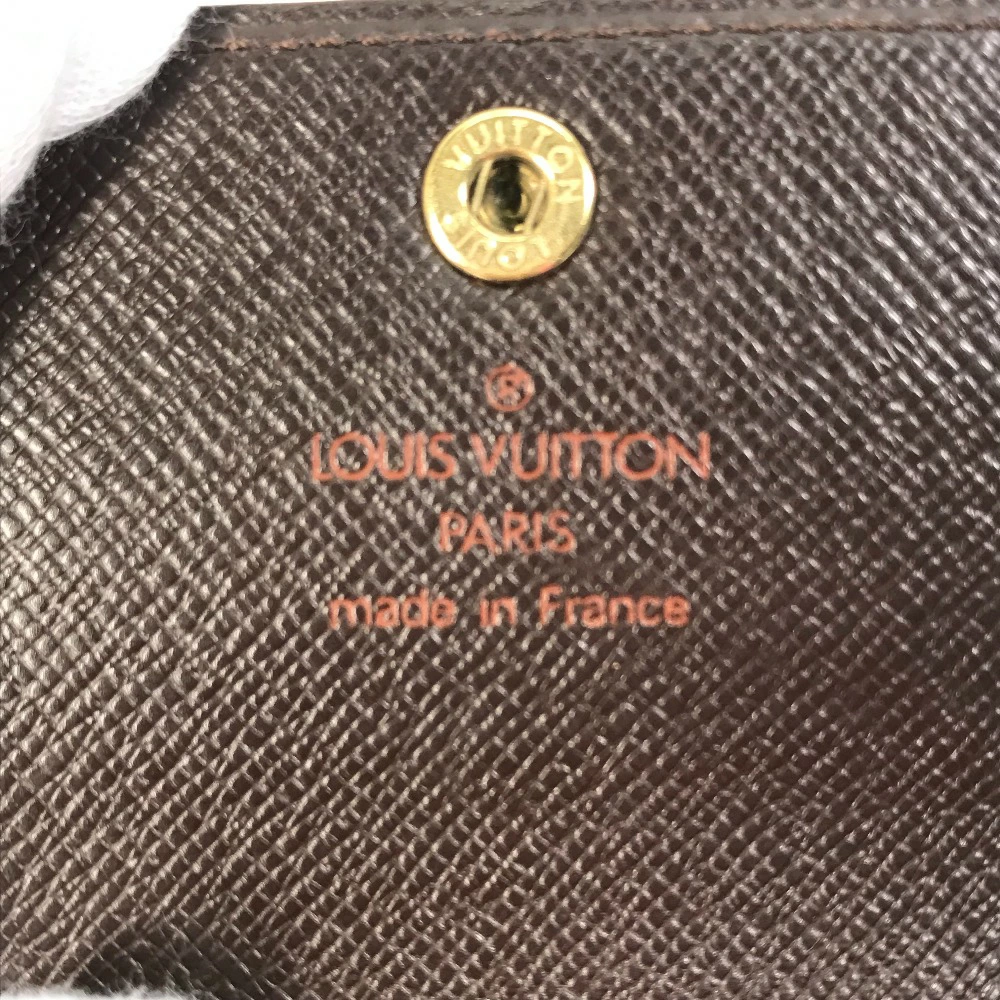 VUITTON
LOUIS
®
LOUIS VUITTON
PARIS
made in France